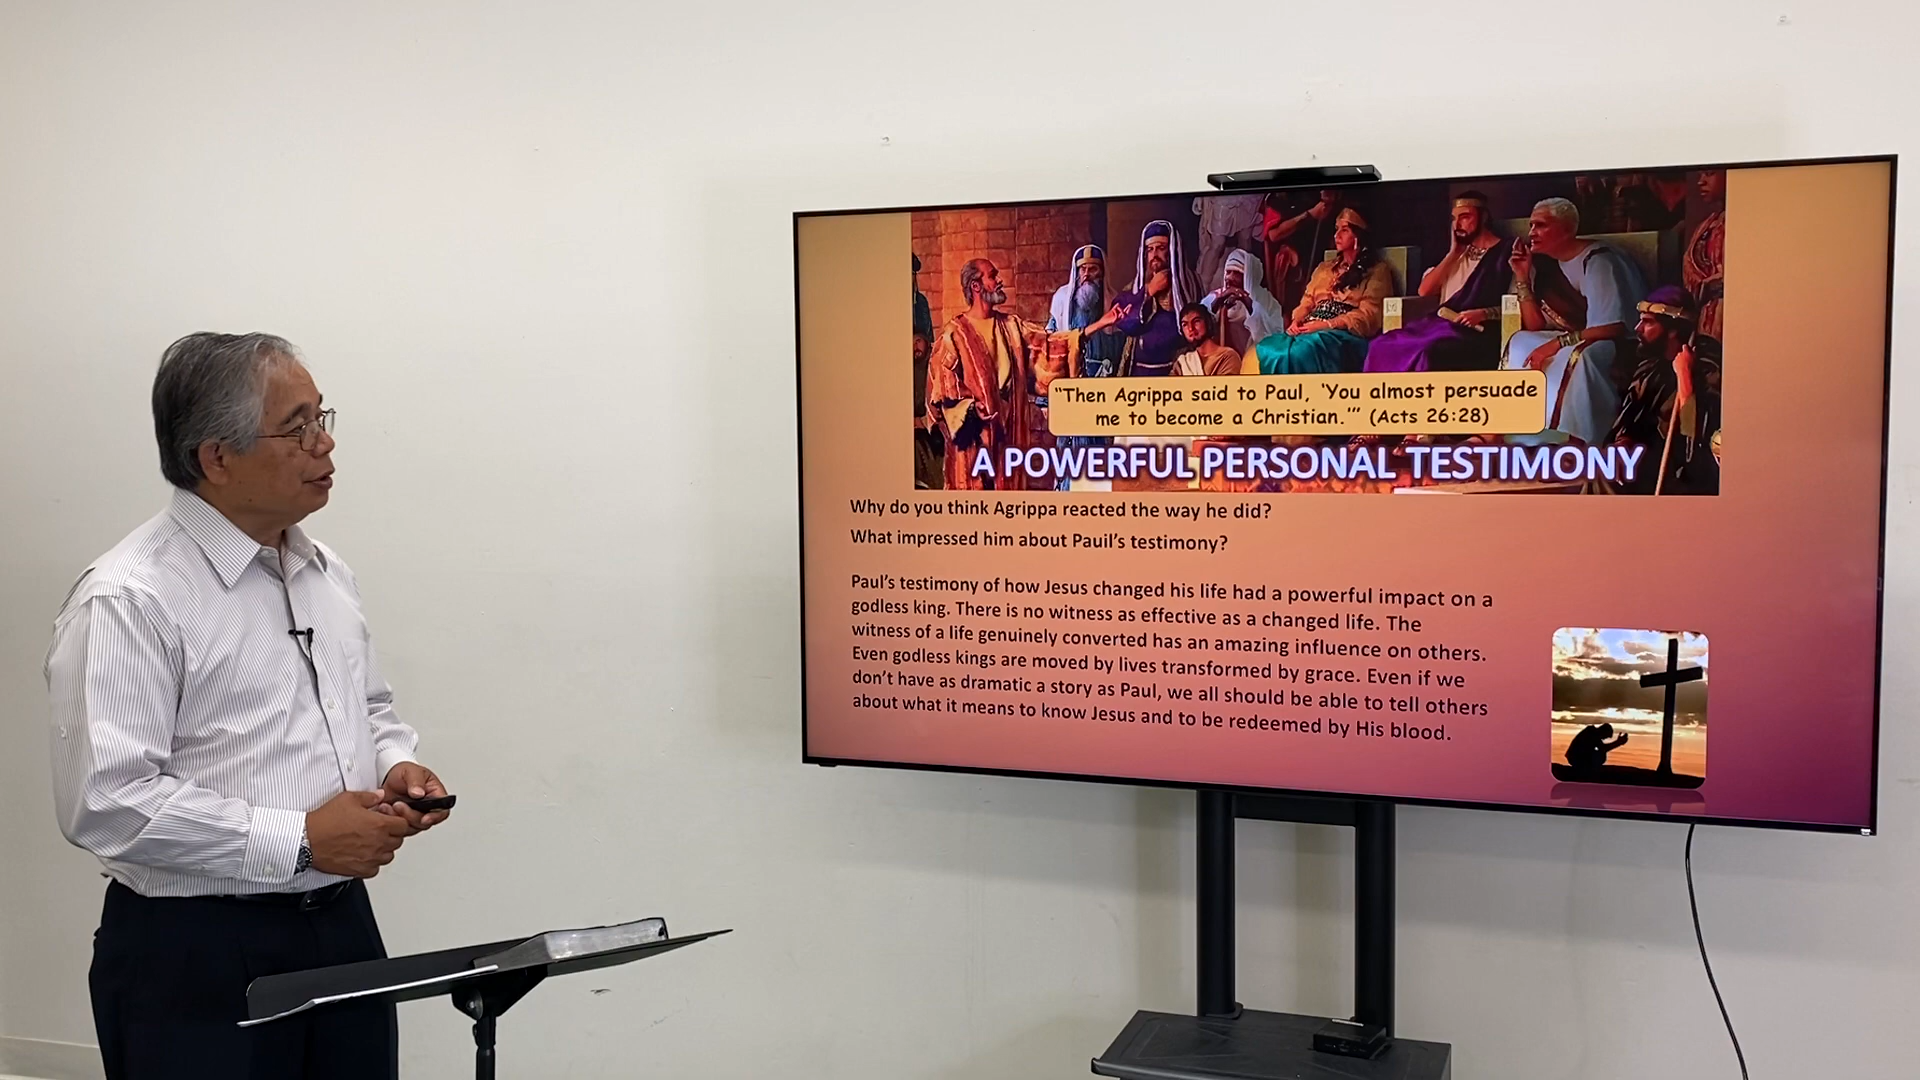 “Then Agrippa said to Paul, ‘You almost persuade
me to become a Christian.’” (Acts 26:28)
A POWERFUL PERSONAL TESTIMONY
Why do you think Agrippa reacted the way he did?
What impressed him about Pauil’s testimony?
Paul’s testimony of how Jesus changed his life had a powerful impact on a
godless king. There is no witness as effective as a changed life. The
witness of a life genuinely converted has an amazing influence on others.
Even godless kings are moved by lives transformed by grace. Even if we
don’t have as dramatic a story as Paul, we all should be able to tell others
about what it means to know Jesus and to be redeemed by His blood.